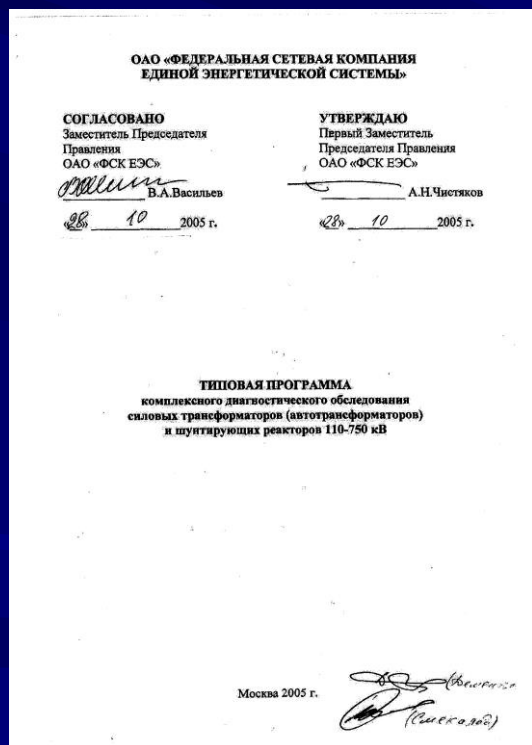 ОАО «ФЕДЕРАЛЬНАЯ СЕТЕВАЯ КОМПАНИЯ
ЕДИНОЙ ЭНЕРГЕТИЧЕСКОЙ СИСТЕМЫ»
СОГЛАСОВАНО
Заместитель Председателя
Правления
ОАО «ФСК ЕЭС»
В.А.Васильев
«28» 10 2005 г.
УТВЕРЖДАЮ
Первый Заместитель
Председателя Правления
ОАО «ФСК ЕЭС»
А.Н.Чистяков
«28» 10 2005 г.
ТИПОВАЯ ПРОГРАММА
комплексного диагностического обследования
силовых трансформаторов (автотрансформаторов)
и шунтирующих реакторов 110-750 кВ
Москва 2005 г.